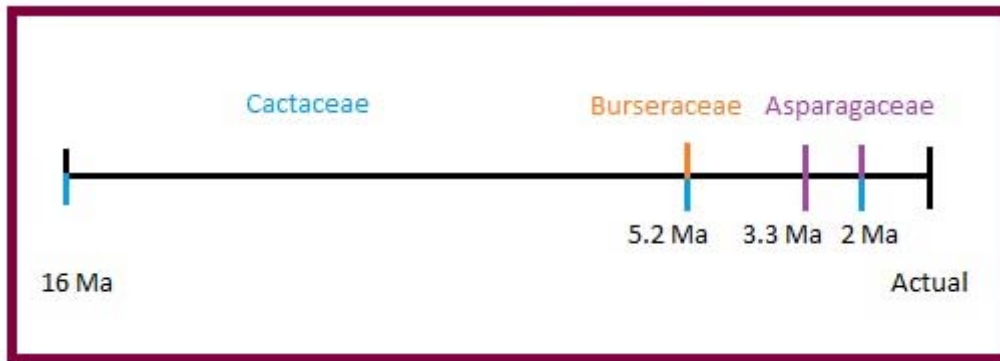 Cactaceae Burseraceae Asparagaceae
5.2 Ma 3.3 Ma 2 Ma
16 Ma Actual